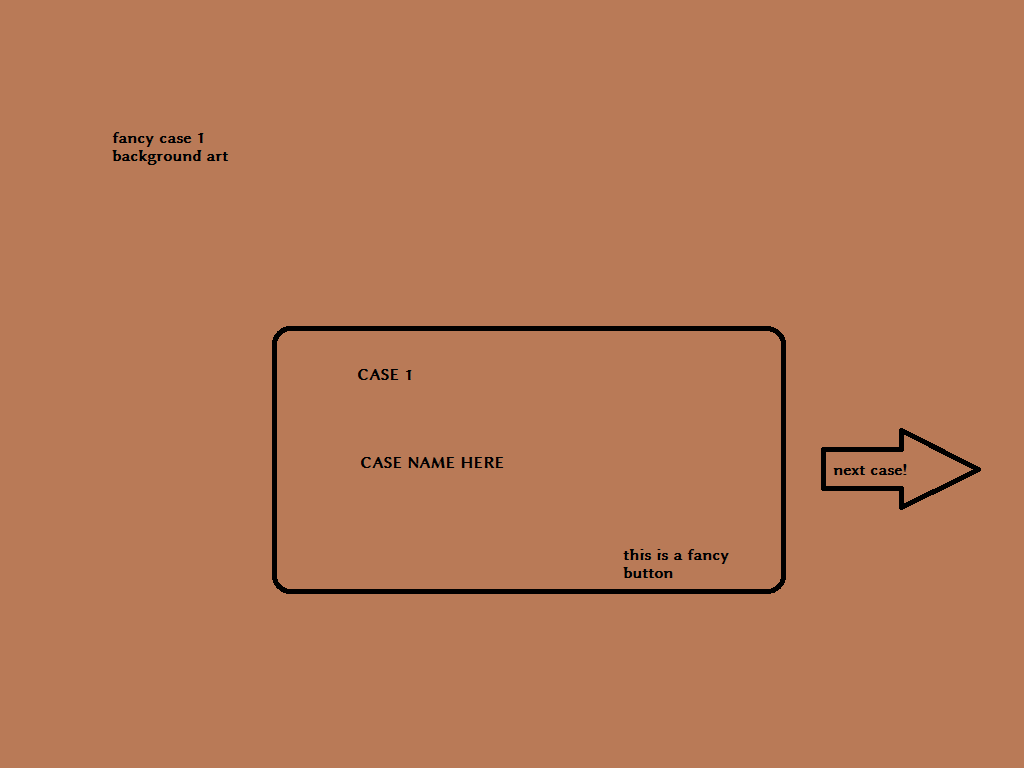 fancy case 1
background art
CASE 1
CASE NAME HERE
next case!
this is a fancy
button